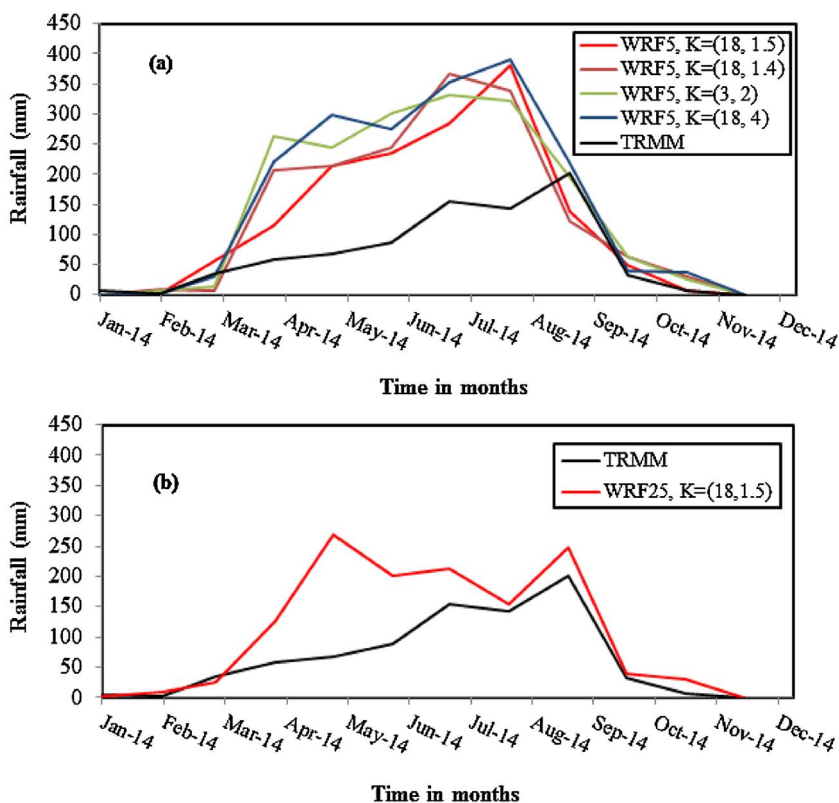 450
400
350
300
250
200
150
100
50
0
Rainfall (mm)
(a)
WRF5, K=(18, 1.5)
WRF5, K=(18, 1.4)
WRF5, K=(3, 2)
WRF5, K=(18, 4)
TRMM
Jan-14
Feb-14
Mar-14
Apr-14
May-14
Jun-14
Jul-14
Aug-14
Sep-14
Oct-14
Nov-14
Dec-14
Time in months
450
400
350
300
250
200
150
100
50
0
Rainfall (mm)
(b)
TRMM
WRF25, K=(18,1.5)
Jan-14
Feb-14
Mar-14
Apr-14
May-14
Jun-14
Jul-14
Aug-14
Sep-14
Oct-14
Nov-14
Dec-14
Time in months